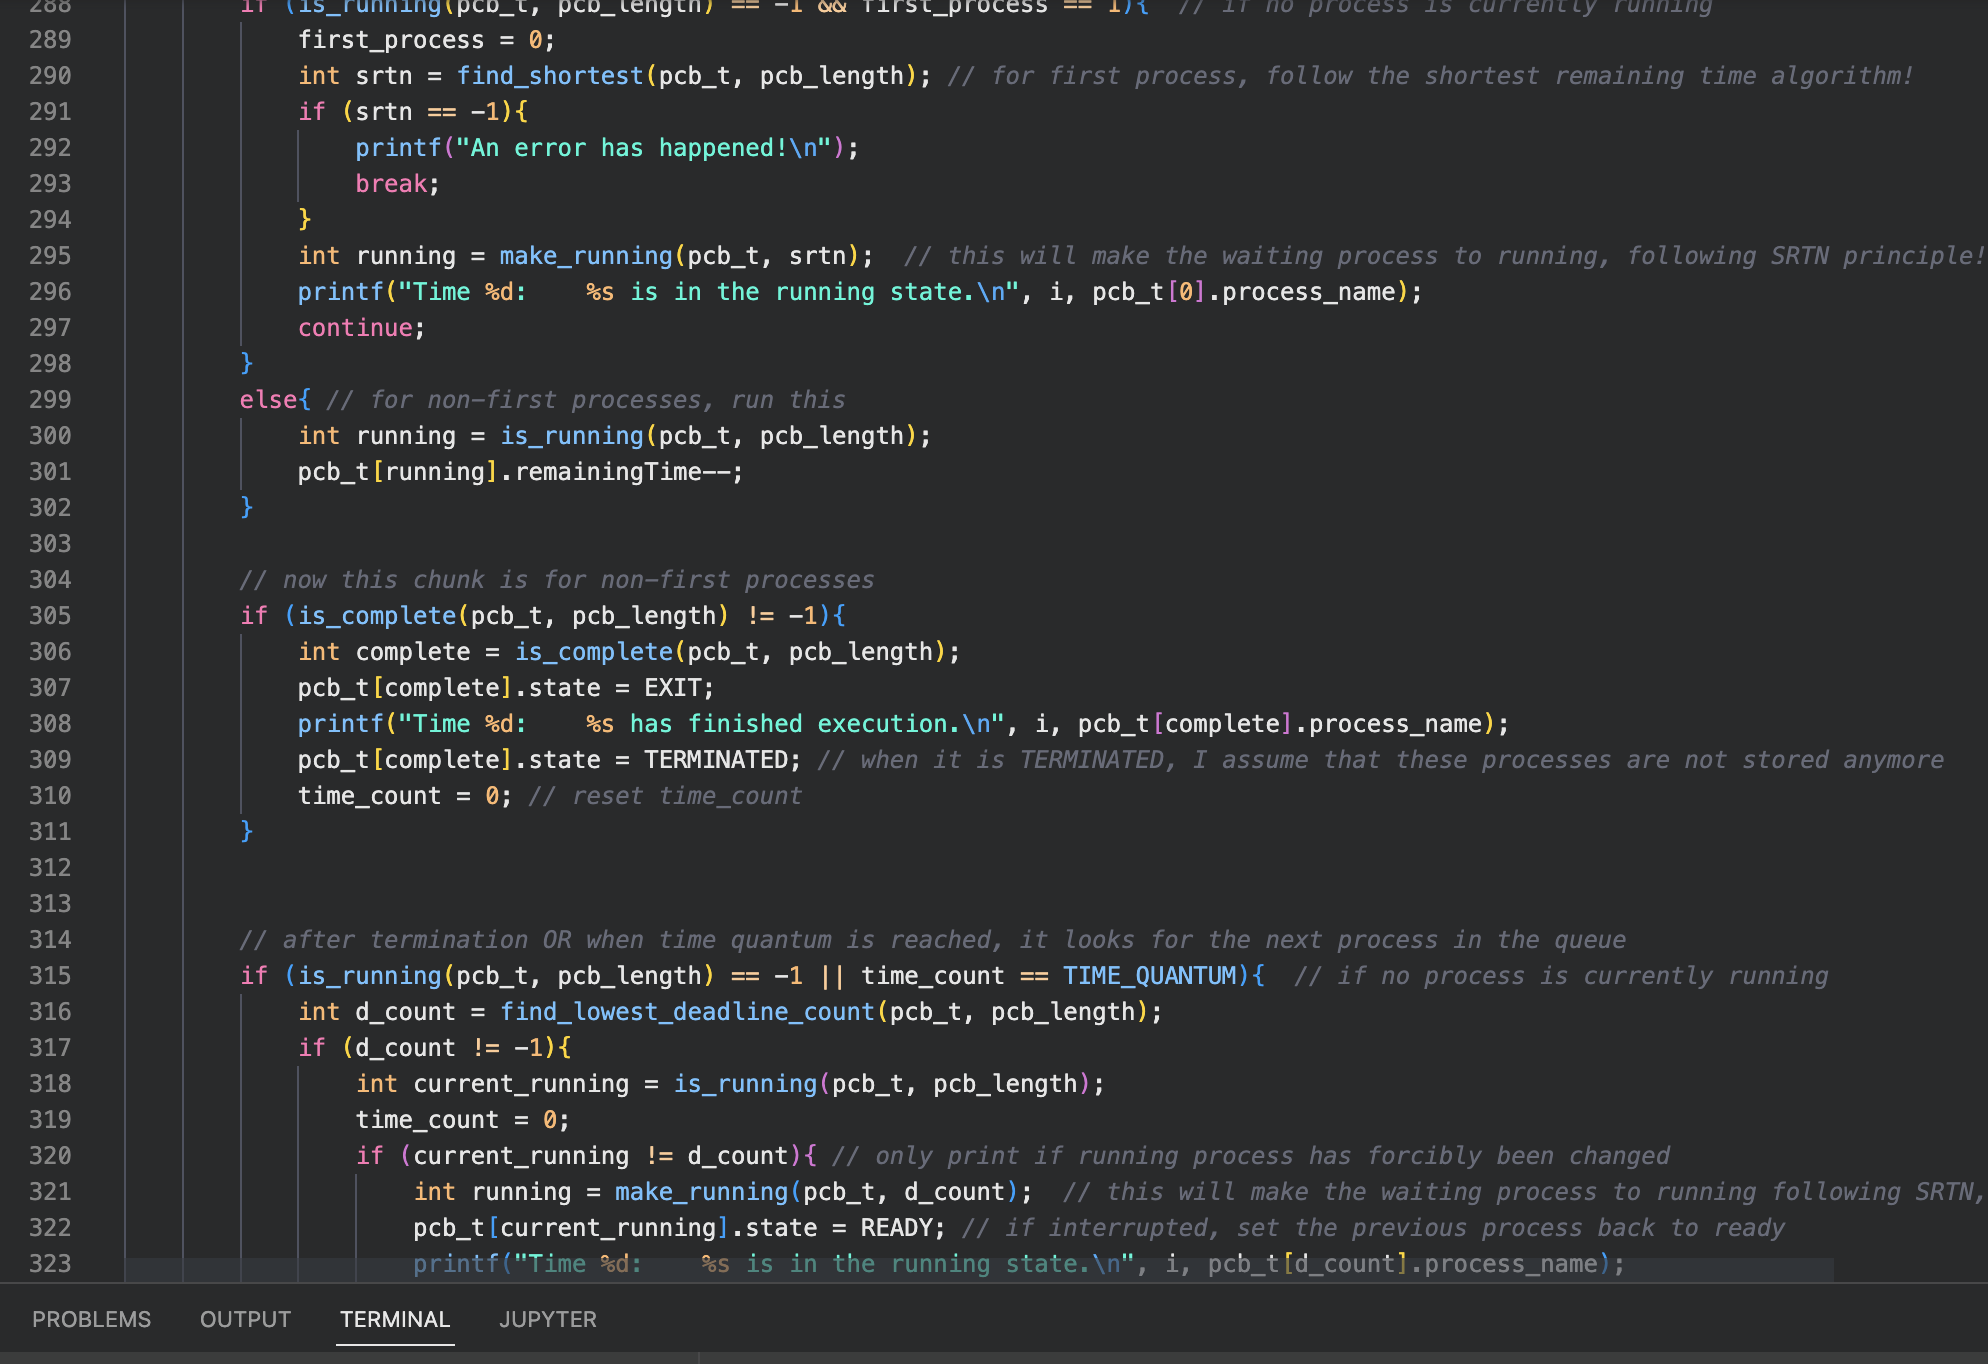 288 if (is_running(pcb_t, pcb_length) == -1 && first_process == 1){  // if no process is currently running
289 first_process = 0;
290 int srtn = find_shortest(pcb_t, pcb_length); // for first process, follow the shortest remaining time algorithm!
291 if (srtn == -1){
292 printf("An error has happened!\n");
293 break;
294 }
295 int running = make_running(pcb_t, srtn);  // this will make the waiting process to running, following SRTN principle!
296 printf("Time %d:    %s is in the running state.\n", i, pcb_t[0].process_name);
297 continue;
298 }
299 else{ // for non-first processes, run this
300 int running = is_running(pcb_t, pcb_length);
301 pcb_t[running].remainingTime--;
302 }
303
304 // now this chunk is for non-first processes
305 if (is_complete(pcb_t, pcb_length) != -1){
306 int complete = is_complete(pcb_t, pcb_length);
307 pcb_t[complete].state = EXIT;
308 printf("Time %d:    %s has finished execution.\n", i, pcb_t[complete].process_name);
309 pcb_t[complete].state = TERMINATED; // when it is TERMINATED, I assume that these processes are not stored anymore
310 time_count = 0; // reset time_count
311 }
312
313
314 // after termination OR when time quantum is reached, it looks for the next process in the queue
315 if (is_running(pcb_t, pcb_length) == -1 || time_count == TIME_QUANTUM){  // if no process is currently running
316 int d_count = find_lowest_deadline_count(pcb_t, pcb_length);
317 if (d_count != -1){
318 int current_running = is_running(pcb_t, pcb_length);
319 time_count = 0;
320 if (current_running != d_count){ // only print if running process has forcibly been changed
321 int running = make_running(pcb_t, d_count);  // this will make the waiting process to running following SRTN,
322 pcb_t[current_running].state = READY; // if interrupted, set the previous process back to ready
323 printf("Time %d:    %s is in the running state.\n", i, pcb_t[d_count].process_name);
PROBLEMS OUTPUT TERMINAL JUPYTER